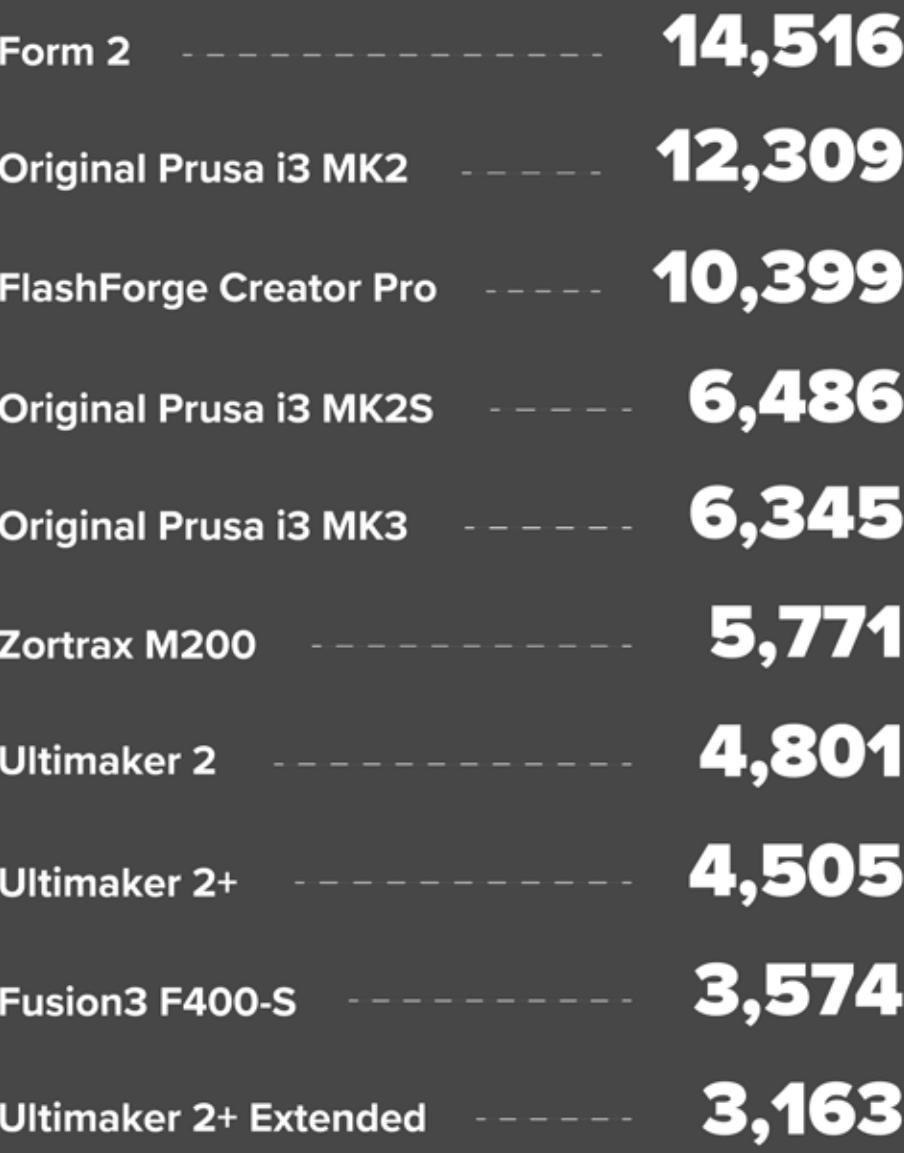 Form 2 14,516
Original Prusa i3 MK2 12,309
FlashForge Creator Pro 10,399
Original Prusa i3 MK2S 6,486
Original Prusa i3 MK3 6,345
Zortrax M200 5,771
Ultimaker 2 4,801
Ultimaker 2+ 4,505
Fusion3 F400-S 3,574
Ultimaker 2+ Extended 3,163